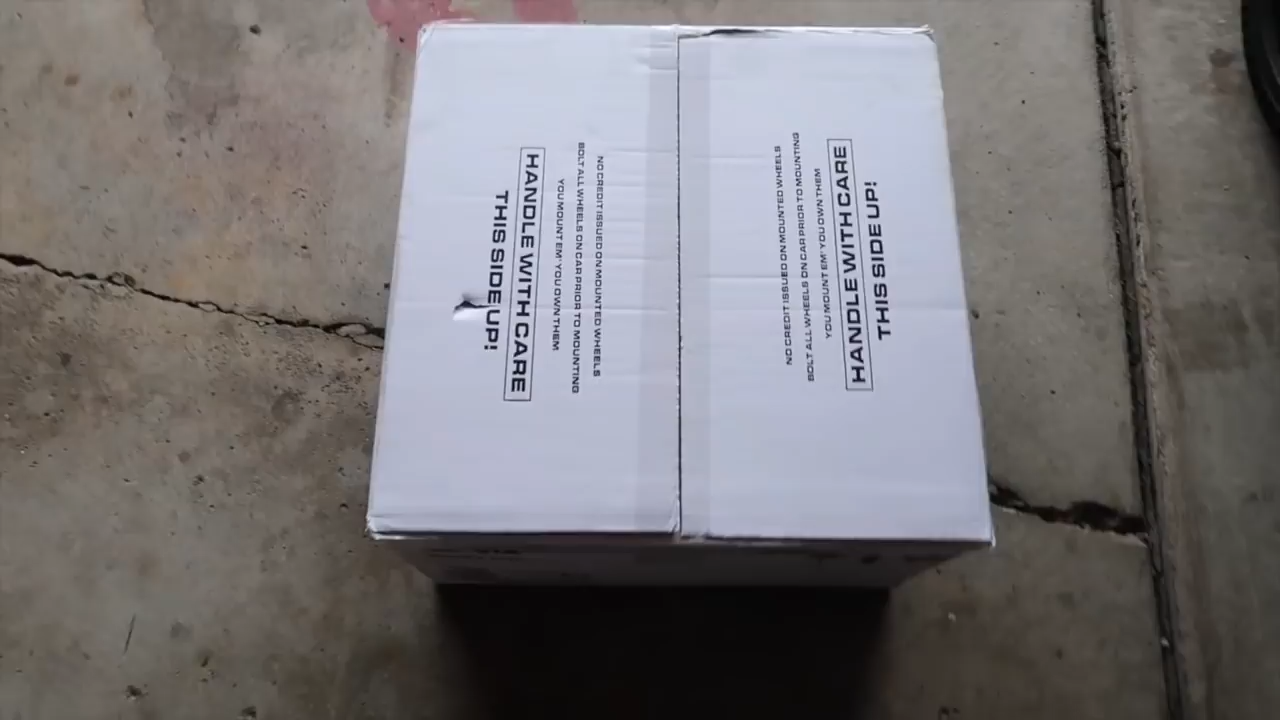 NO CREDIT ISSUED ON MOUNTED WHEELS
BOLT ALL WHEELS ON CAR PRIOR TO MOUNTING
YOU MOUNT EM' YOU OWN THEM
HANDLE WITH CARE
THIS SIDE UP!
NO CREDIT ISSUED ON MOUNTED WHEELS
BOLT ALL WHEELS ON CAR PRIOR TO MOUNTING
YOU MOUNT EM' YOU OWN THEM
HANDLE WITH CARE
THIS SIDE UP!